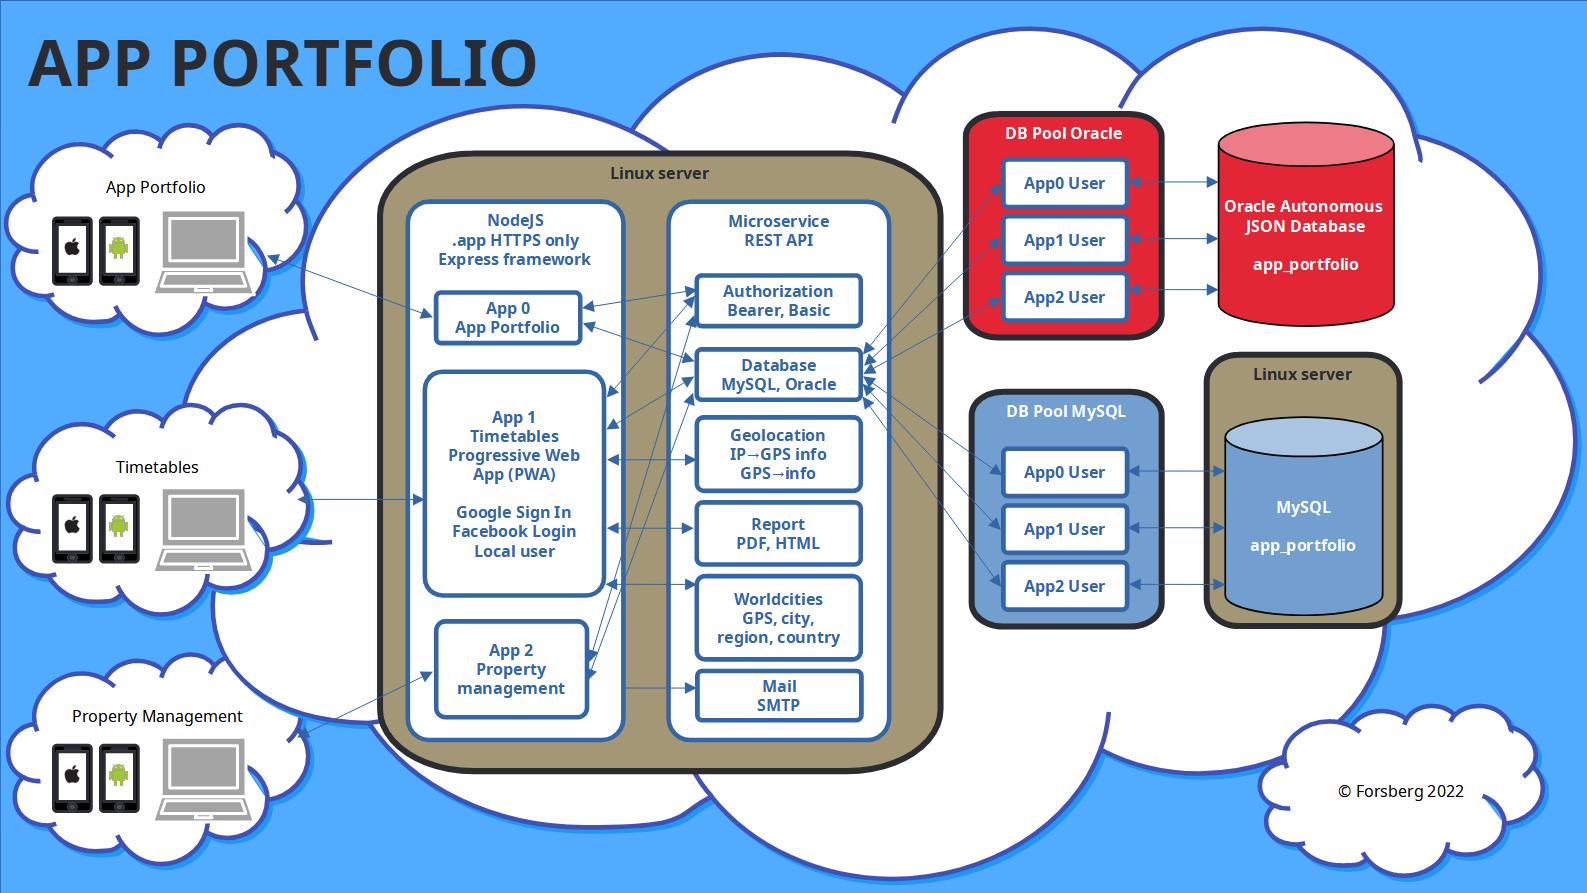 APP PORTFOLIO
App Portfolio
Timetables
Property Management
Linux server
NodeJS
.app HTTPS only
Express framework
App 0
App Portfolio
App 1
Timetables
Progressive Web
App (PWA)
Google Sign In
Facebook Login
Local user
App 2
Property
management
Microservice
REST API
Authorization
Bearer, Basic
Database
MySQL, Oracle
Geolocation
IP→GPS info
GPS→info
Report
PDF, HTML
Worldcities
GPS, city,
region, country
Mail
SMTP
DB Pool Oracle
App0 User
App1 User
App2 User
Oracle Autonomous
JSON Database
app_portfolio
DB Pool MySQL
App0 User
App1 User
App2 User
Linux server
MySQL
app_portfolio
© Forsberg 2022